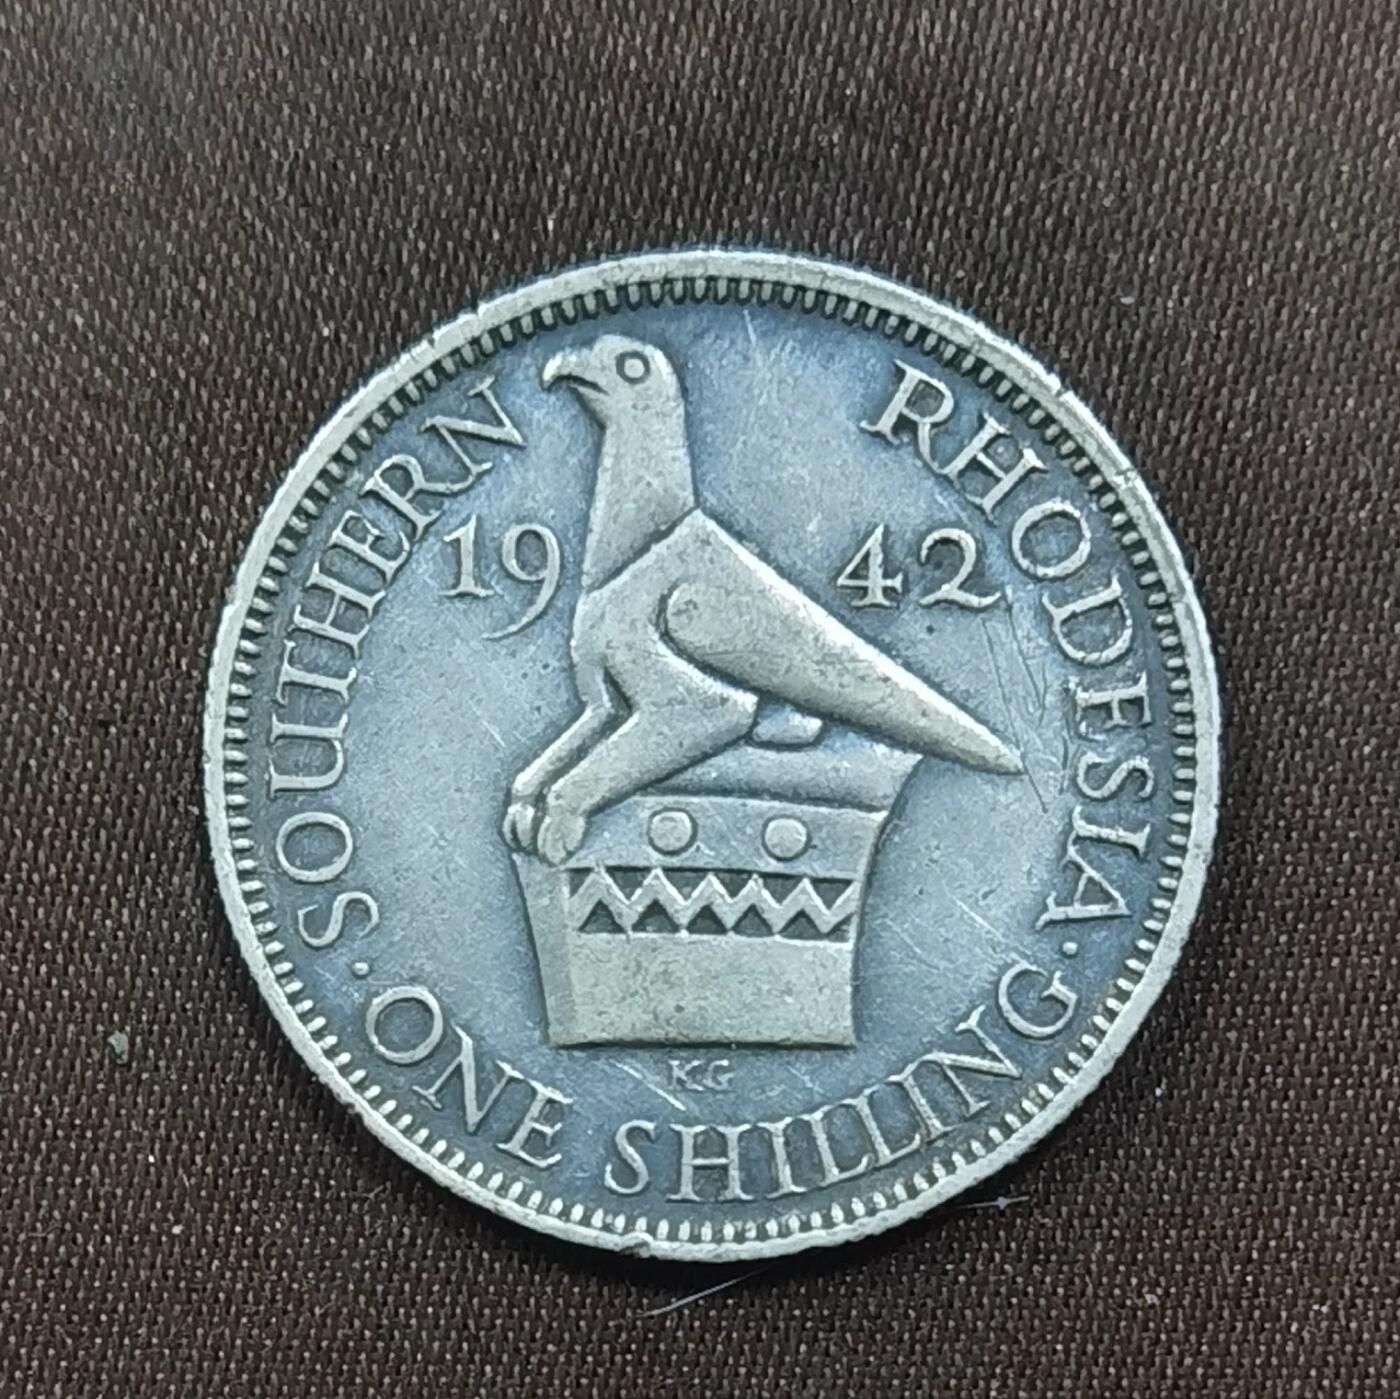 SOUTHERN RHODESIA
19 42
KG
· ONE SHILLING ·